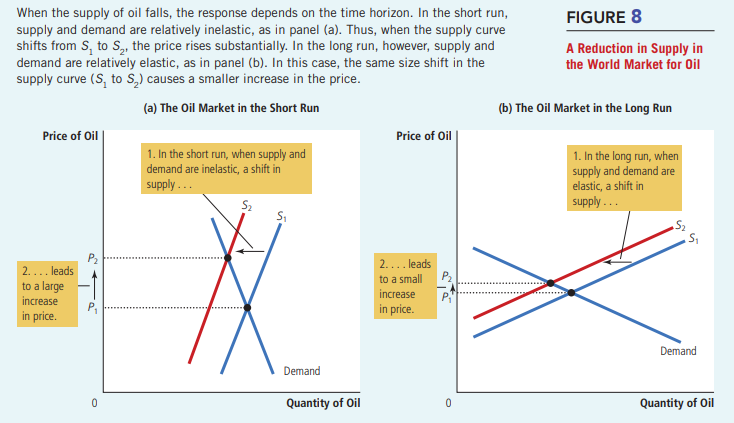 When the supply of oil falls, the response depends on the time horizon. In the short run,
supply and demand are relatively inelastic, as in panel (a). Thus, when the supply curve
shifts from S₁ to S₂, the price rises substantially. In the long run, however, supply and
demand are relatively elastic, as in panel (b). In this case, the same size shift in the
supply curve (S₁ to S₂) causes a smaller increase in the price.
FIGURE 8
A Reduction in Supply in
the World Market for Oil
(a) The Oil Market in the Short Run
Price of Oil
1. In the short run, when supply and
demand are inelastic, a shift in
supply . . .
S₂
S₁
P₂
2. . . . leads
to a large
increase
in price.
P₁
Demand
0
Quantity of Oil
(b) The Oil Market in the Long Run
Price of Oil
1. In the long run, when
supply and demand are
elastic, a shift in
supply . . .
S₂
S₁
2. . . . leads
to a small
increase
in price.
P₂
P₁
Demand
0
Quantity of Oil